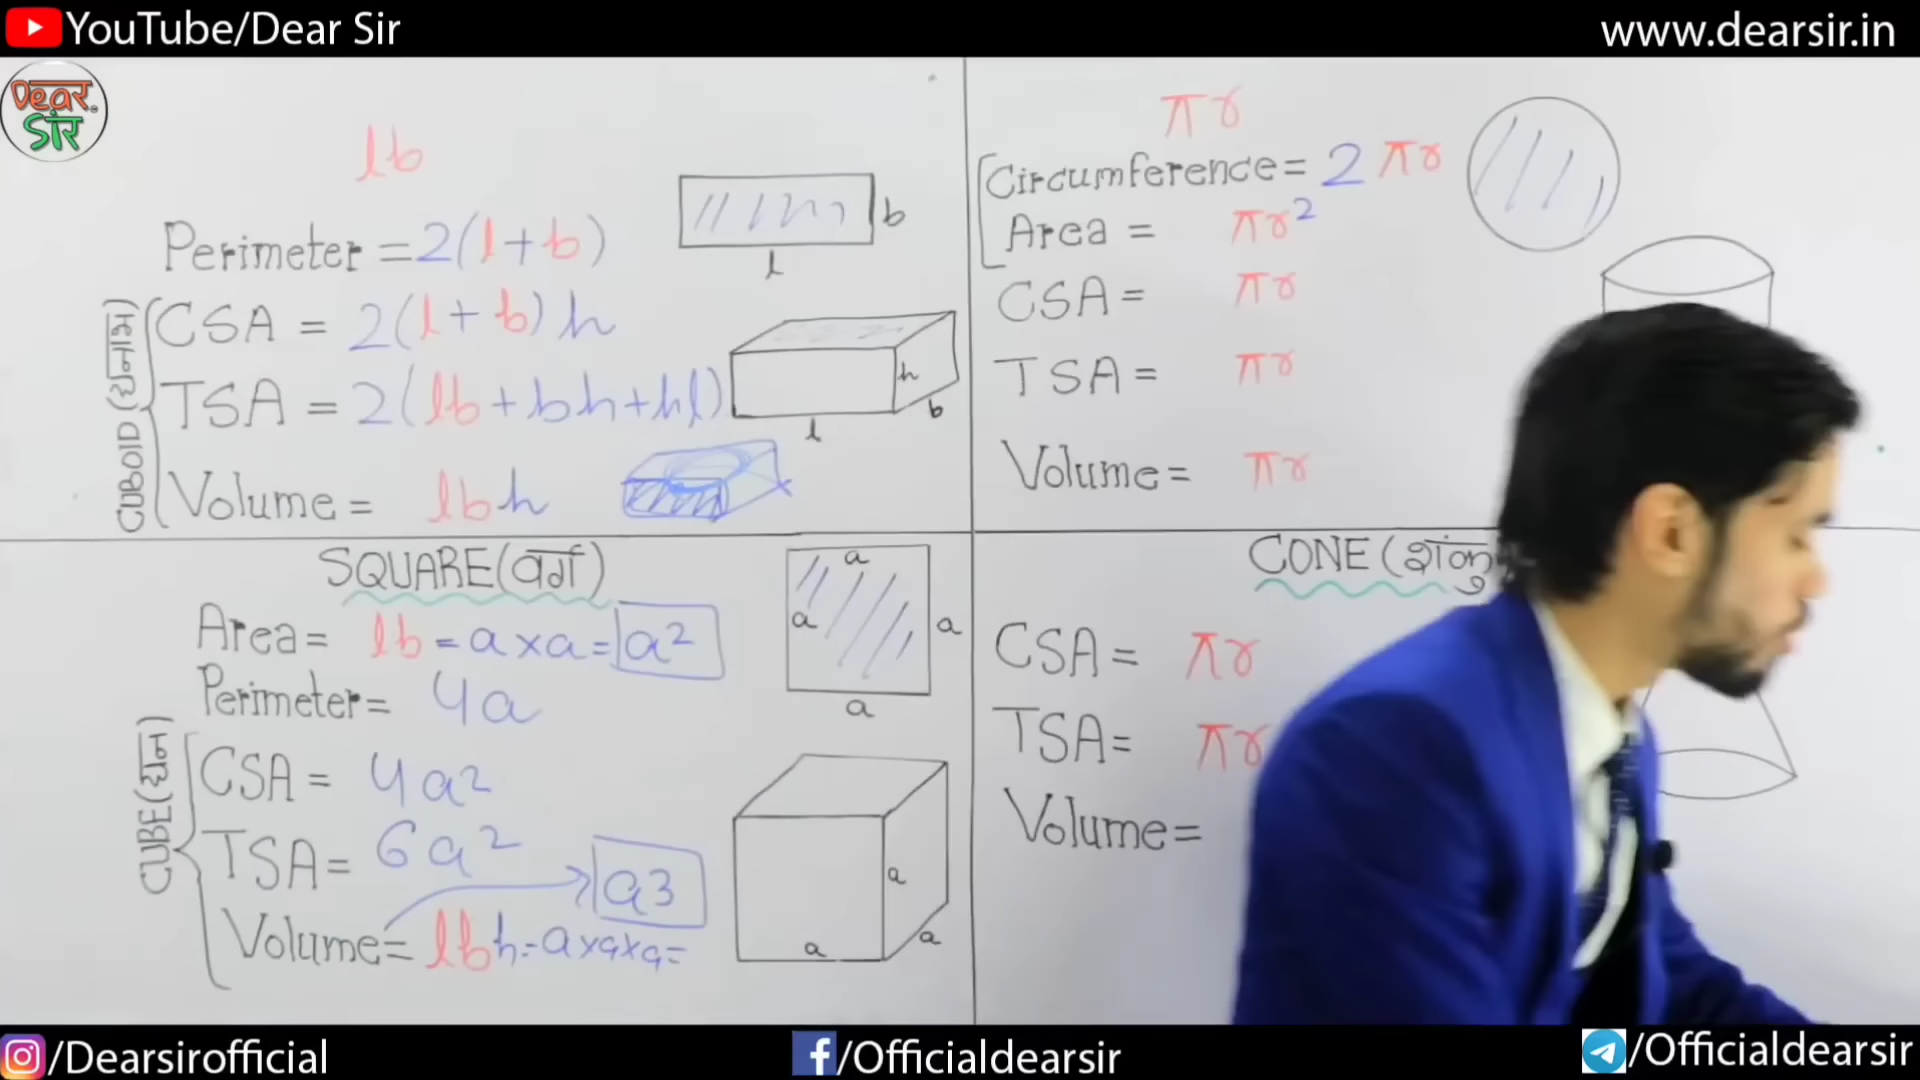 YouTube/Dear Sir
www.dearsir.in
Dear
Sir
lb
Perimeter = 2(l+b)
b
l
CUBOID (घनाभ)
CSA = 2(l+b)h
TSA = 2(lb+bh+hl)
Volume = lbh
h
b
l
πr
Circumference = 2πr
Area = πr²
CSA = πr
TSA = πr
Volume = πr
SQUARE(वर्ग)
Area = lb = a×a = a²
Perimeter = 4a
a
a
a
a
CUBE(घन)
CSA = 4a²
TSA = 6a²
a3
Volume = lbh = a×a×a =
a
a
a
CONE (शंकु
CSA = πr
TSA = πr
Volume =
/Dearsirofficial
/Officialdearsir
/Officialdearsir